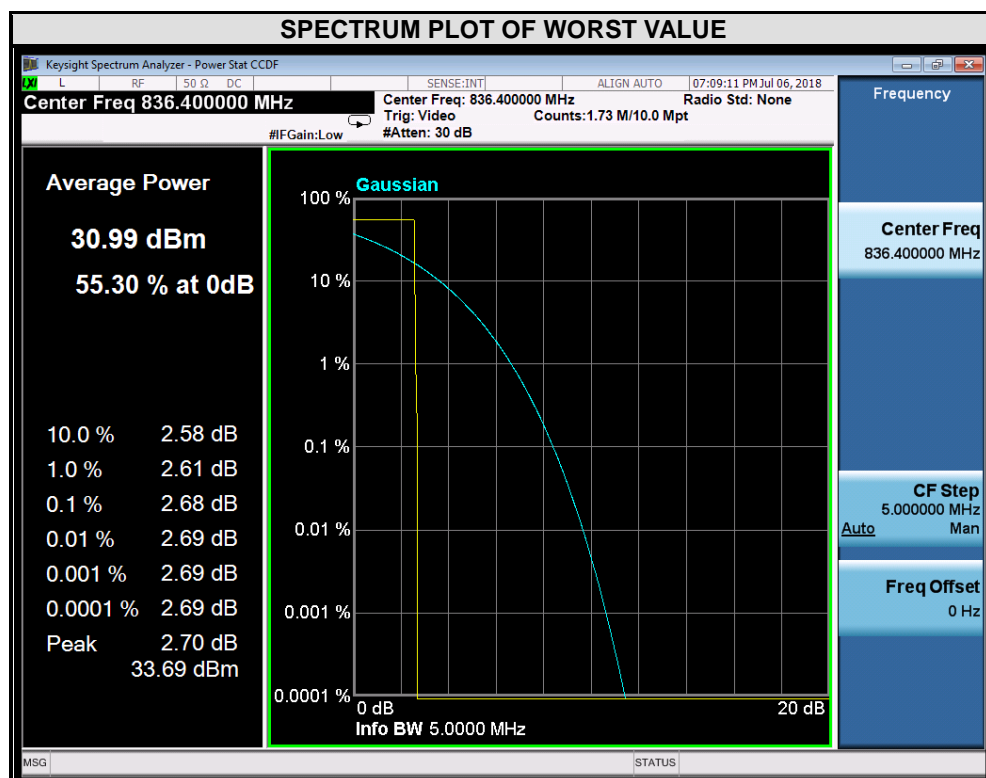 SPECTRUM PLOT OF WORST VALUE
Keysight Spectrum Analyzer - Power Stat CCDF
LXI L RF 50 Ω DC SENSE:INT ALIGN AUTO 07:09:11 PM Jul 06, 2018
Center Freq 836.400000 MHz
Center Freq: 836.400000 MHz Radio Std: None
Trig: Video Counts:1.73 M/10.0 Mpt
#IFGain:Low #Atten: 30 dB
Frequency
Average Power
30.99 dBm
55.30 % at 0dB
10.0 % 2.58 dB
1.0 % 2.61 dB
0.1 % 2.68 dB
0.01 % 2.69 dB
0.001 % 2.69 dB
0.0001 % 2.69 dB
Peak 2.70 dB
33.69 dBm
Gaussian
100 %
10 %
1 %
0.1 %
0.01 %
0.001 %
0.0001 %
0 dB 20 dB
Info BW 5.0000 MHz
Center Freq
836.400000 MHz
CF Step
5.000000 MHz
Auto Man
Freq Offset
0 Hz
MSG STATUS